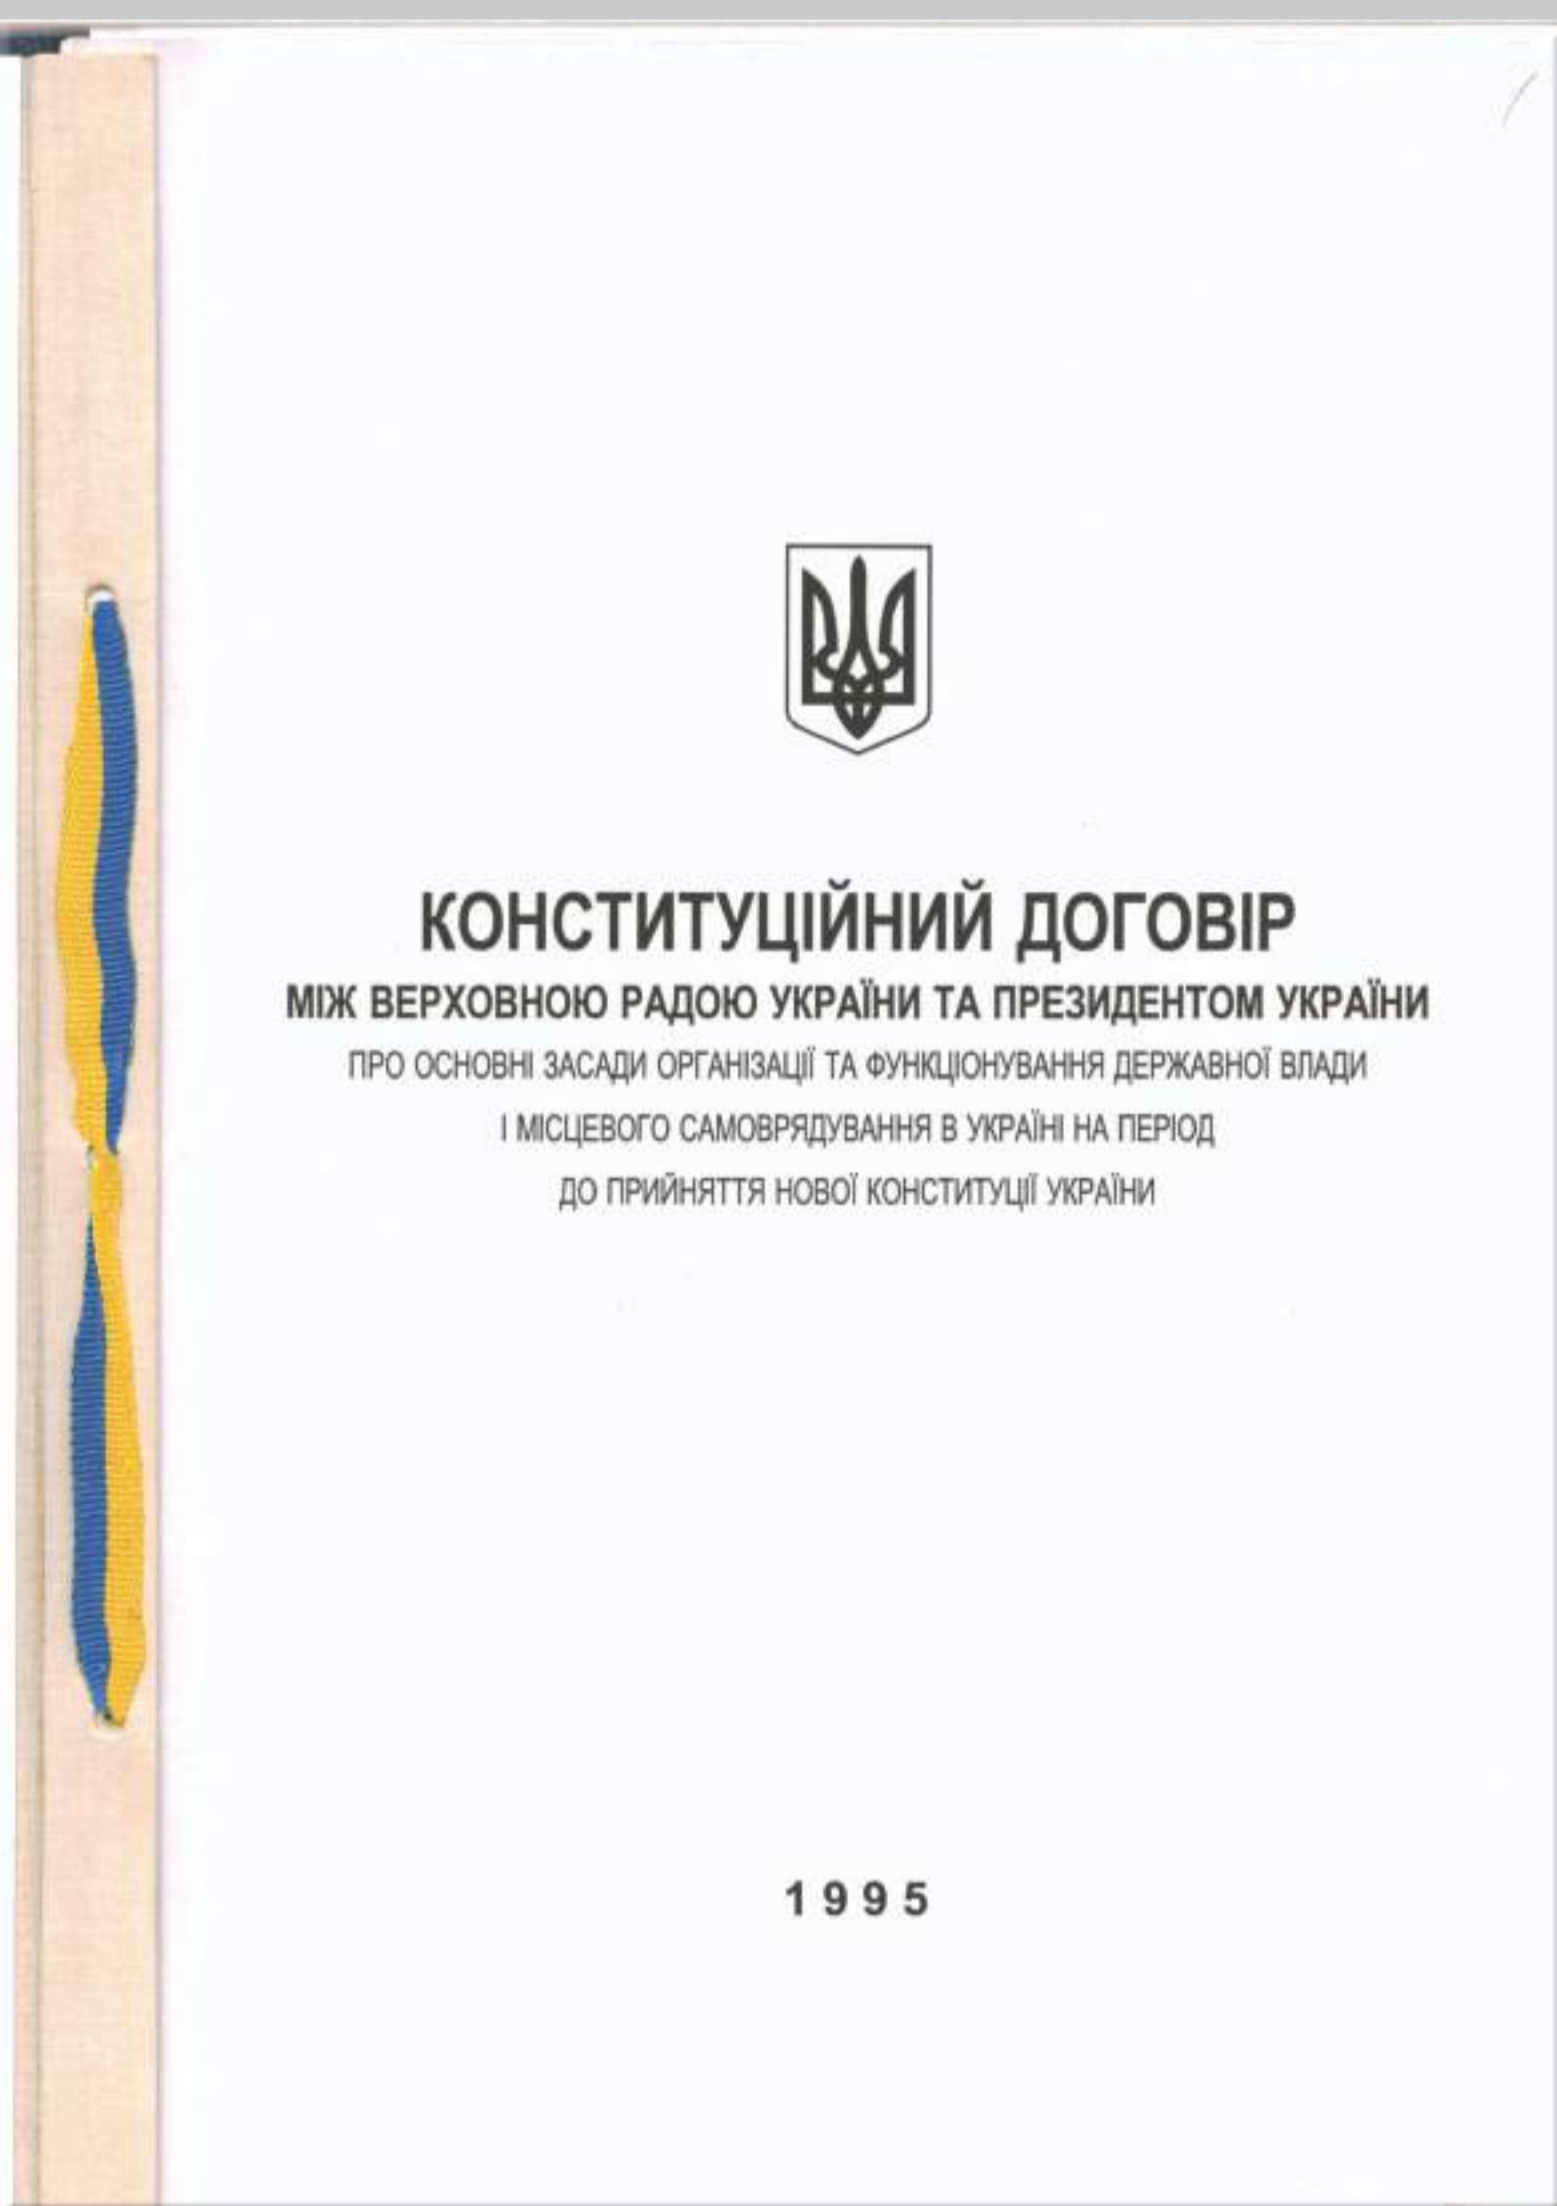 КОНСТИТУЦІЙНИЙ ДОГОВІР
МІЖ ВЕРХОВНОЮ РАДОЮ УКРАЇНИ ТА ПРЕЗИДЕНТОМ УКРАЇНИ
ПРО ОСНОВНІ ЗАСАДИ ОРГАНІЗАЦІЇ ТА ФУНКЦІОНУВАННЯ ДЕРЖАВНОЇ ВЛАДИ
І МІСЦЕВОГО САМОВРЯДУВАННЯ В УКРАЇНІ НА ПЕРІОД
ДО ПРИЙНЯТТЯ НОВОЇ КОНСТИТУЦІЇ УКРАЇНИ
1995